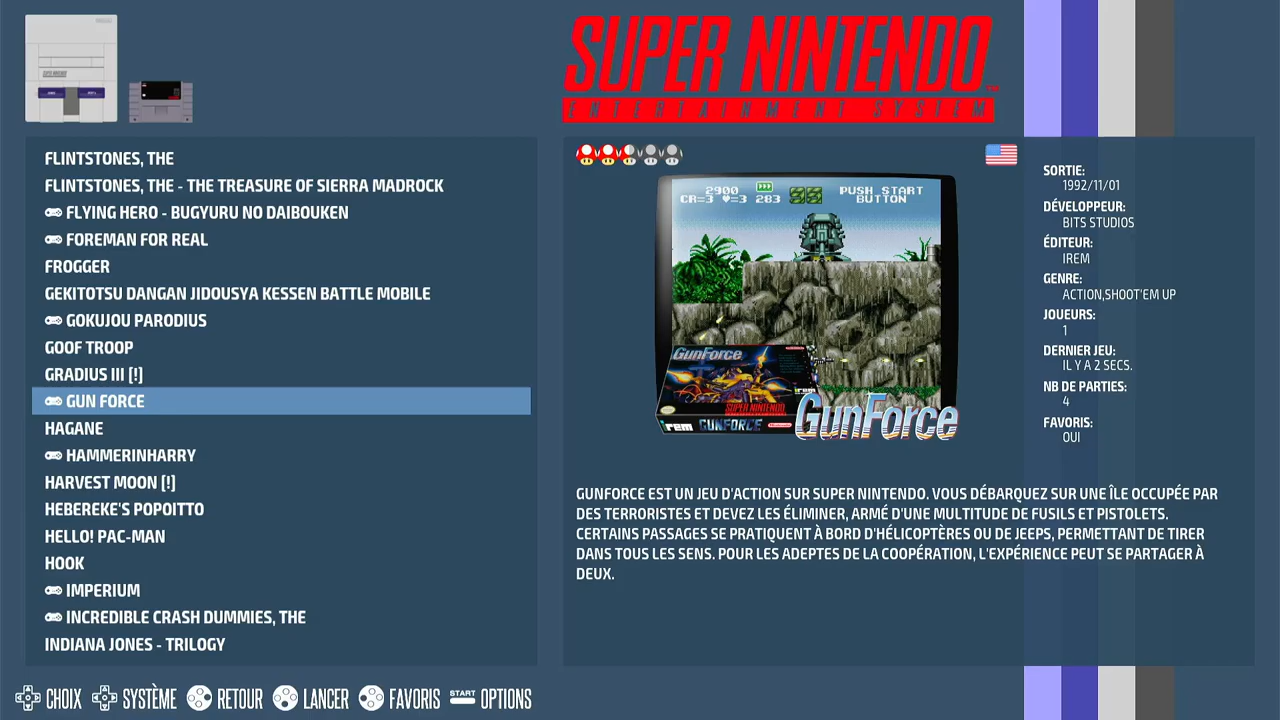 SUPER NINTENDO
ENTERTAINMENT SYSTEM
FLINTSTONES, THE
FLINTSTONES, THE - THE TREASURE OF SIERRA MADROCK
FLYING HERO - BUGYURU NO DAIBOUKEN
FOREMAN FOR REAL
FROGGER
GEKITOTSU DANGAN JIDOUSYA KESSEN BATTLE MOBILE
GOKUJOU PARODIUS
GOOF TROOP
GRADIUS III [!]
GUN FORCE
HAGANE
HAMMERINHARRY
HARVEST MOON [!]
HEBEREKE'S POPOITTO
HELLO! PAC-MAN
HOOK
IMPERIUM
INCREDIBLE CRASH DUMMIES, THE
INDIANA JONES - TRILOGY
2900
PUSH START
CR=3 ♥=3 283
BUTTON
GunForce
irem
SUPER NINTENDO
irem GUNFORCE Nintendo
GunForce
SORTIE:
1992/11/01
DÉVELOPPEUR:
BITS STUDIOS
ÉDITEUR:
IREM
GENRE:
ACTION,SHOOT'EM UP
JOUEURS:
1
DERNIER JEU:
IL Y A 2 SECS.
NB DE PARTIES:
4
FAVORIS:
OUI
GUNFORCE EST UN JEU D'ACTION SUR SUPER NINTENDO. VOUS DÉBARQUEZ SUR UNE ÎLE OCCUPÉE PAR
DES TERRORISTES ET DEVEZ LES ÉLIMINER, ARMÉ D'UNE MULTITUDE DE FUSILS ET PISTOLETS.
CERTAINS PASSAGES SE PRATIQUENT À BORD D'HÉLICOPTÈRES OU DE JEEPS, PERMETTANT DE TIRER
DANS TOUS LES SENS. POUR LES ADEPTES DE LA COOPÉRATION, L'EXPÉRIENCE PEUT SE PARTAGER À
DEUX.
CHOIX SYSTÈME RETOUR LANCER FAVORIS START OPTIONS